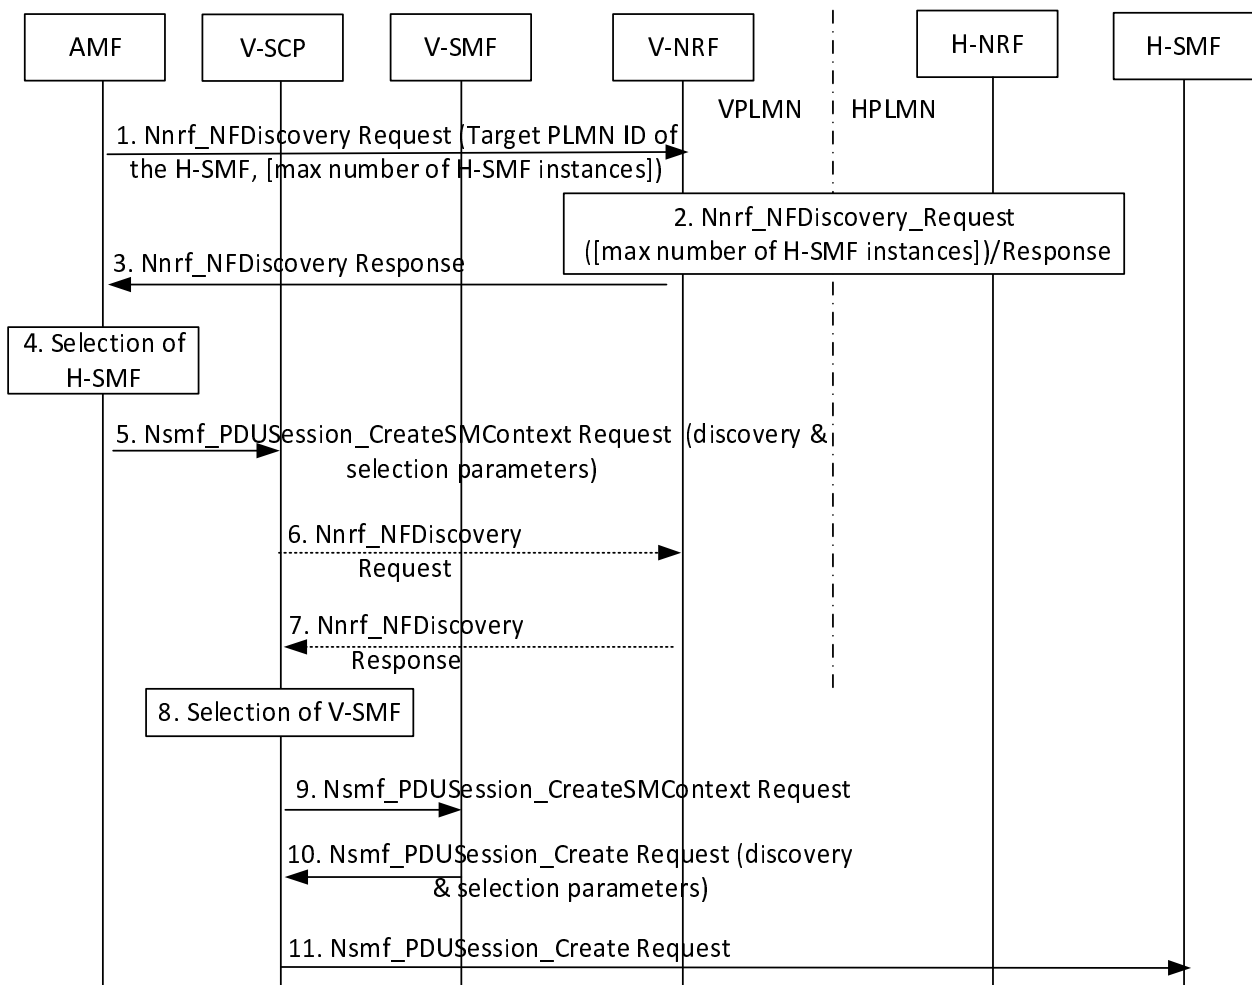 AMF
V-SCP
V-SMF
V-NRF
H-NRF
H-SMF
VPLMN
HPLMN
1. Nnrf_NFDiscovery Request (Target PLMN ID of
the H-SMF, [max number of H-SMF instances])
2. Nnrf_NFDiscovery_Request
([max number of H-SMF instances])/Response
3. Nnrf_NFDiscovery Response
4. Selection of
H-SMF
5. Nsmf_PDUSession_CreateSMContext Request (discovery &
selection parameters)
6. Nnrf_NFDiscovery
Request
7. Nnrf_NFDiscovery
Response
8. Selection of V-SMF
9. Nsmf_PDUSession_CreateSMContext Request
10. Nsmf_PDUSession_Create Request (discovery
& selection parameters)
11. Nsmf_PDUSession_Create Request